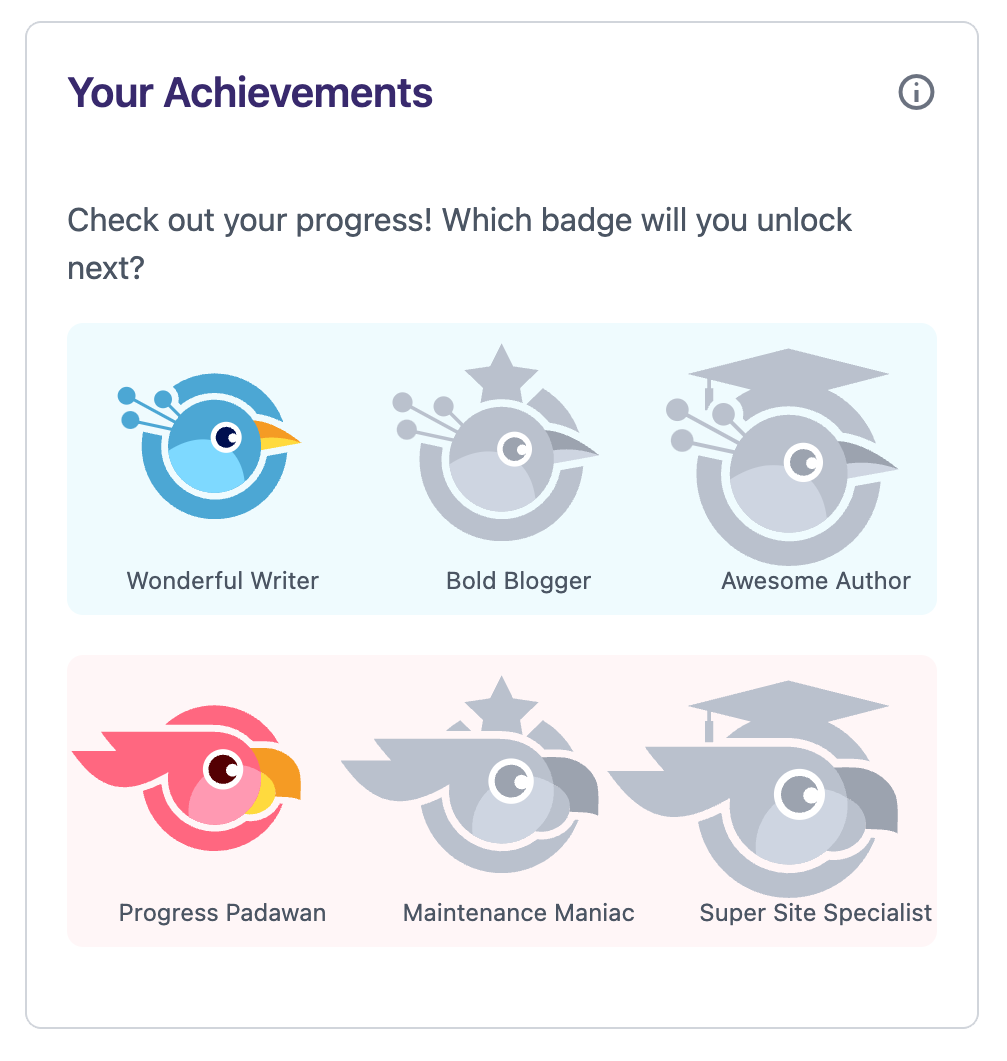 Your Achievements
Check out your progress! Which badge will you unlock
next?
Wonderful Writer
Bold Blogger
Awesome Author
Progress Padawan
Maintenance Maniac
Super Site Specialist